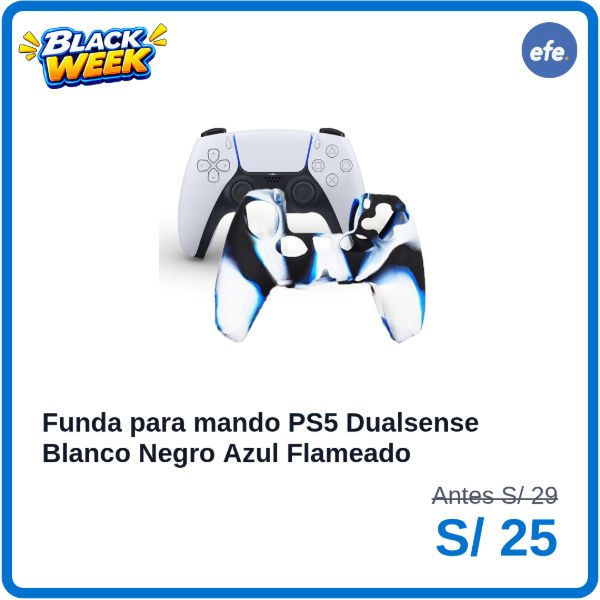 BLACK
WEEK
efe.
Funda para mando PS5 Dualsense
Blanco Negro Azul Flameado
Antes S/ 29
S/ 25